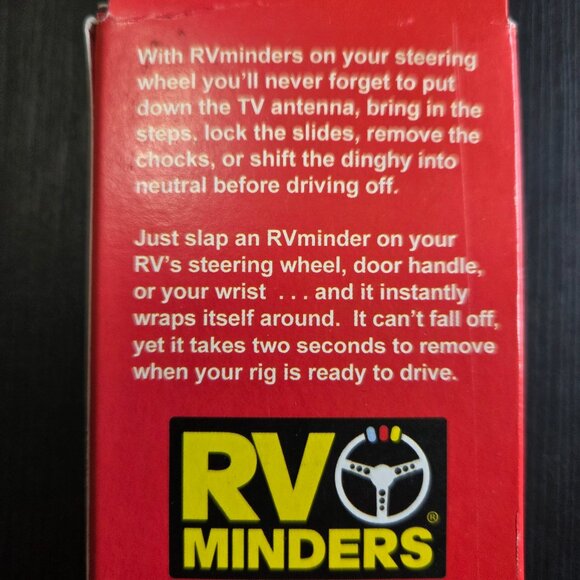 With RVminders on your steering
wheel you'll never forget to put
down the TV antenna, bring in the
steps, lock the slides, remove the
chocks, or shift the dinghy into
neutral before driving off.
Just slap an RVminder on your
RV's steering wheel, door handle,
or your wrist . . . and it instantly
wraps itself around. It can't fall off,
yet it takes two seconds to remove
when your rig is ready to drive.
RV
MINDERS®